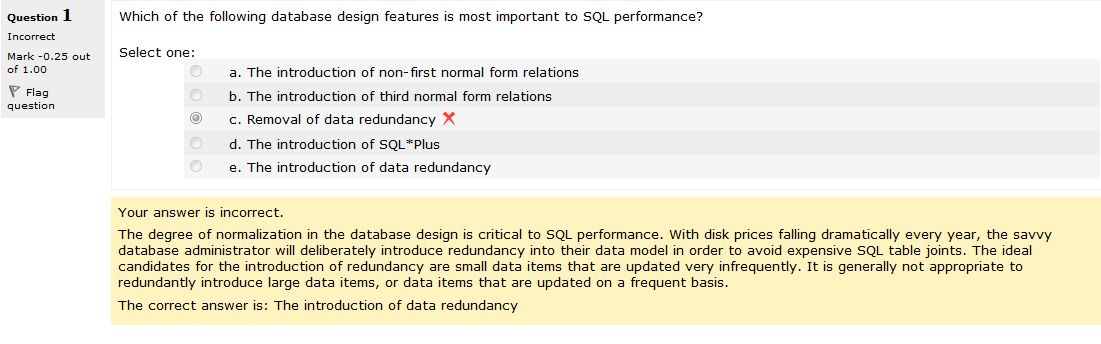 Question 1
Incorrect
Mark -0.25 out
of 1.00
Flag
question
Which of the following database design features is most important to SQL performance?
Select one:
a. The introduction of non-first normal form relations
b. The introduction of third normal form relations
c. Removal of data redundancy
d. The introduction of SQL*Plus
e. The introduction of data redundancy
Your answer is incorrect.
The degree of normalization in the database design is critical to SQL performance. With disk prices falling dramatically every year, the savvy
database administrator will deliberately introduce redundancy into their data model in order to avoid expensive SQL table joints. The ideal
candidates for the introduction of redundancy are small data items that are updated very infrequently. It is generally not appropriate to
redundantly introduce large data items, or data items that are updated on a frequent basis.
The correct answer is: The introduction of data redundancy